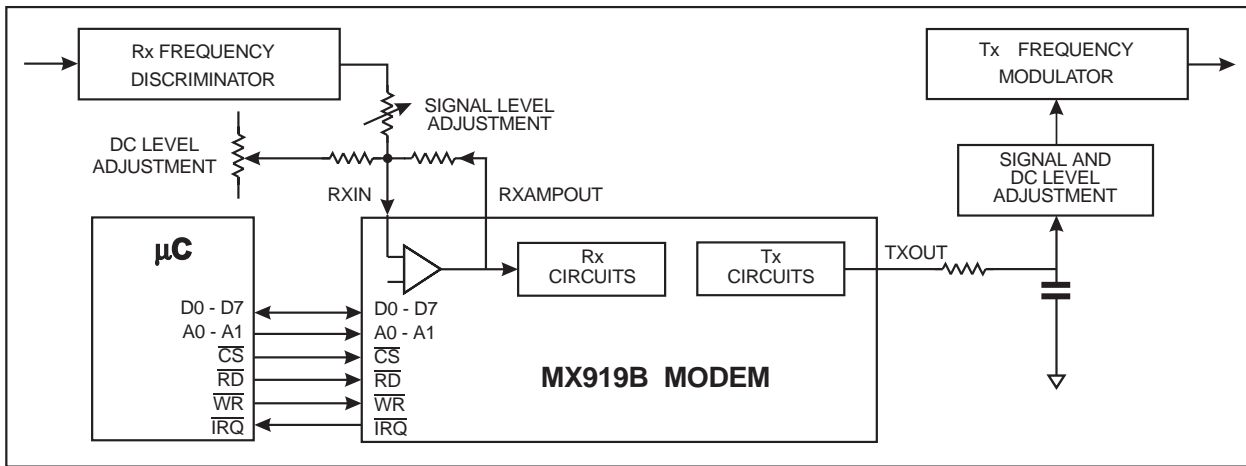 Rx FREQUENCY
DISCRIMINATOR
Tx FREQUENCY
MODULATOR
SIGNAL LEVEL
ADJUSTMENT
DC LEVEL
ADJUSTMENT
SIGNAL AND
DC LEVEL
ADJUSTMENT
RXIN
RXAMPOUT
µC
Rx
CIRCUITS
Tx
CIRCUITS
TXOUT
D0 - D7
A0 - A1
CS
RD
WR
IRQ
D0 - D7
A0 - A1
CS
RD
WR
IRQ
MX919B MODEM